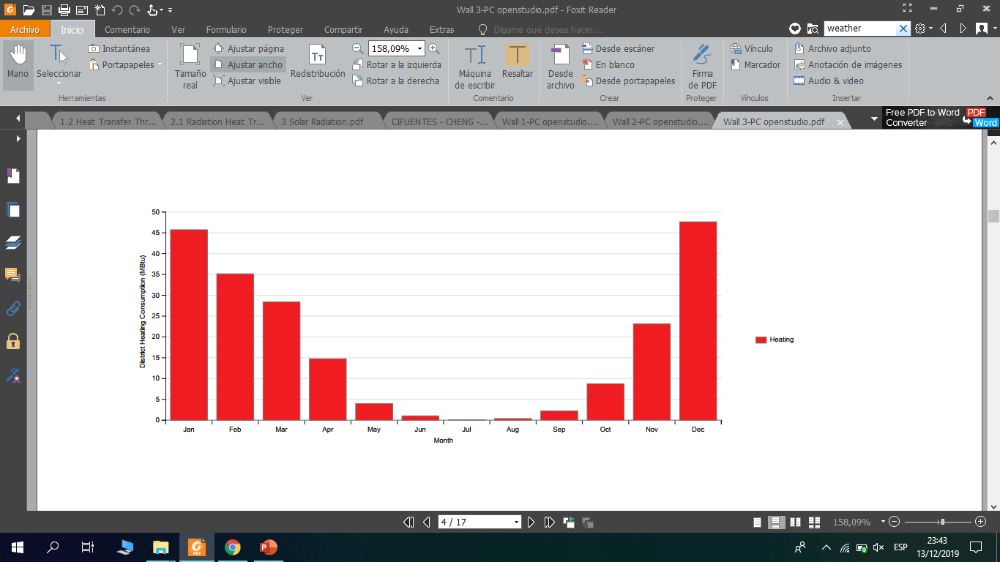 Wall 3-PC openstudio.pdf - Foxit Reader
Archivo Inicio Comentario Ver Formulario Proteger Compartir Ayuda Extras Dígame qué desea hacer... weather
Mano
Seleccionar
Instantánea
Portapapeles
Herramientas
Tamaño real
Ajustar página
Ajustar ancho
Ajustar visible
Redistribución
158,09%
Rotar a la izquierda
Rotar a la derecha
Ver
Máquina de escribir
Resaltar
Comentario
Desde archivo
Desde escáner
En blanco
Desde portapapeles
Crear
Firma de PDF
Proteger
Vínculo
Marcador
Vínculos
Archivo adjunto
Anotación de imágenes
Audio & video
Insertar
1.2 Heat Transfer Thr... 2.1 Radiation Heat Tr... 3 Solar Radiation.pdf CIFUENTES - CHENG -... Wall 1-PC openstudio.... Wall 2-PC openstudio.... Wall 3-PC openstudio.pdf
Free PDF to Word
Converter
PDF
Word
District Heating Consumption (MBtu)
50
45
40
35
30
25
20
15
10
5
0
Jan Feb Mar Apr May Jun Jul Aug Sep Oct Nov Dec
Month
Heating
4 / 17
158,09%
PDF
ESP
23:43
13/12/2019